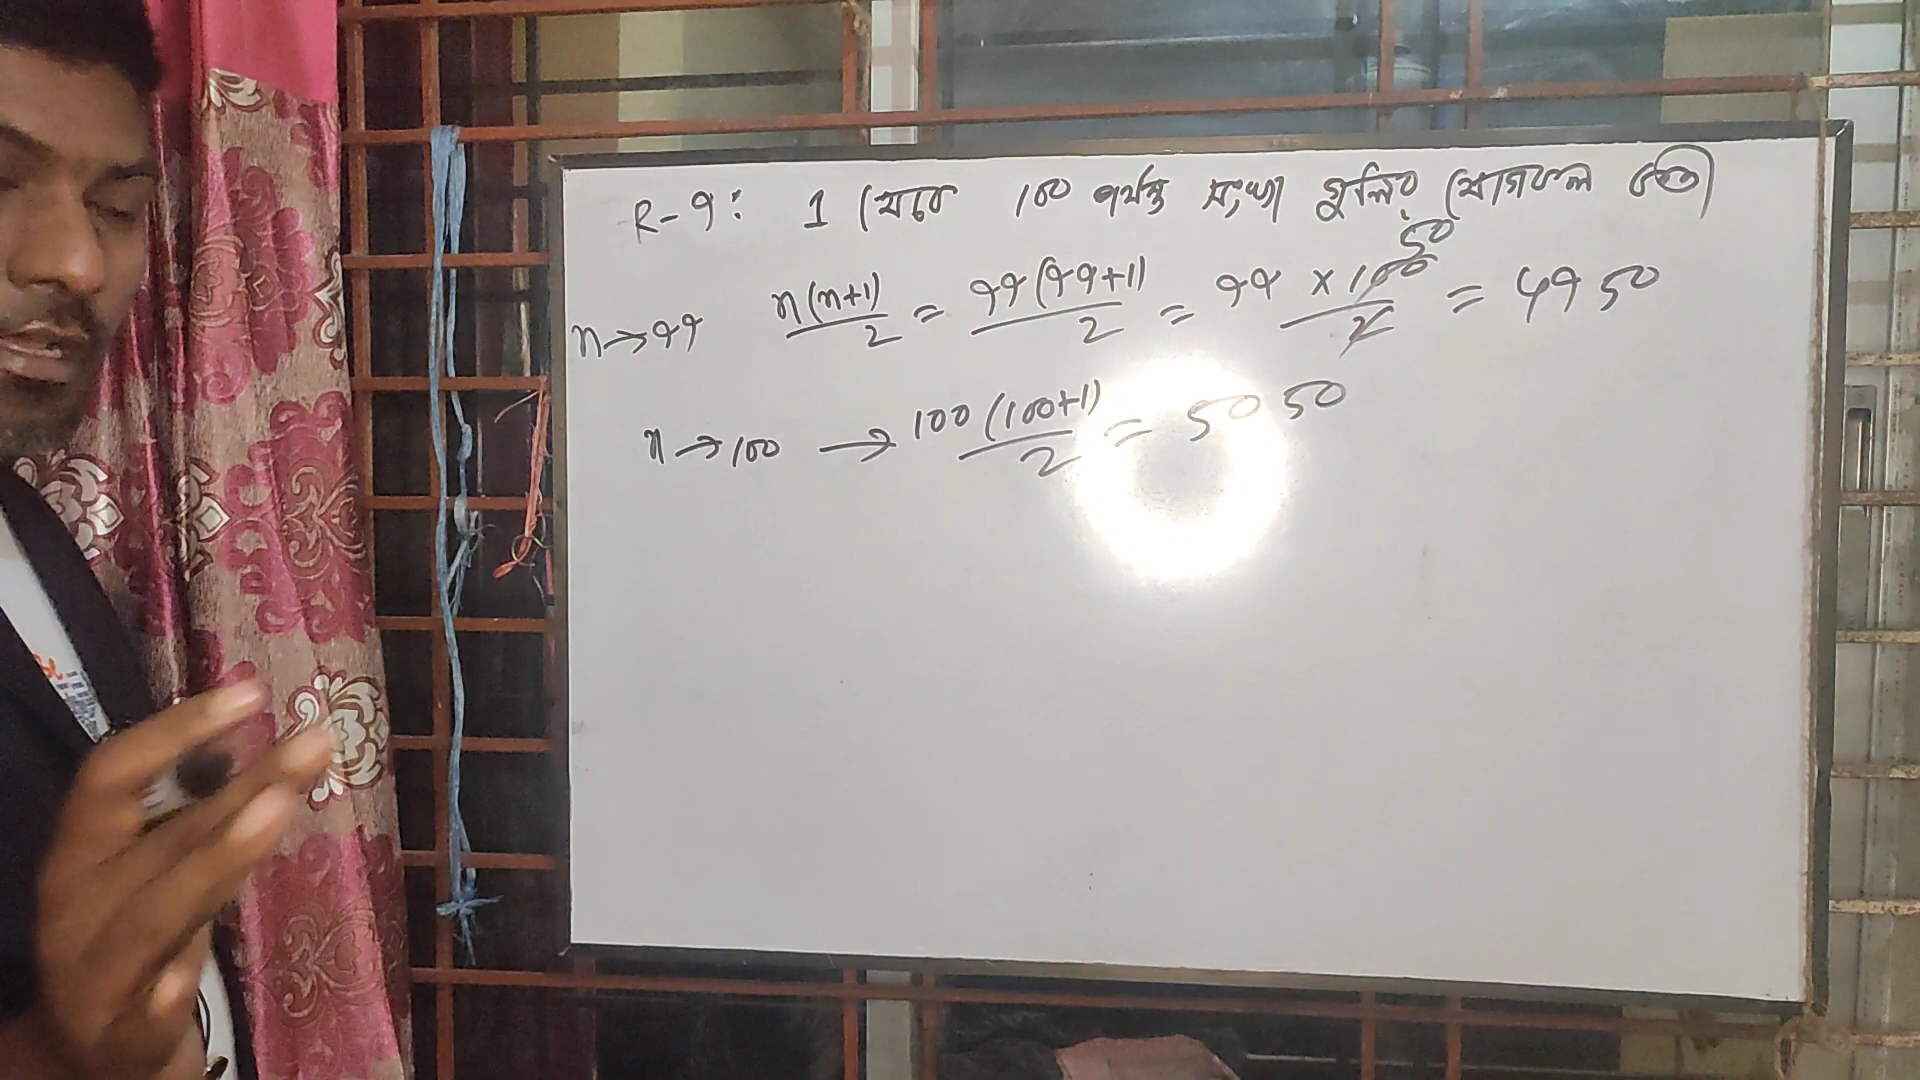 R-9: 1 থেকে 100 পর্যন্ত সংখ্যা গুলির যোগফল কত
n→99 n(n+1)/2 = 99(99+1)/2 = 99 × 100/2 50 = 4950
n→100 → 100(100+1)/2 = 5050